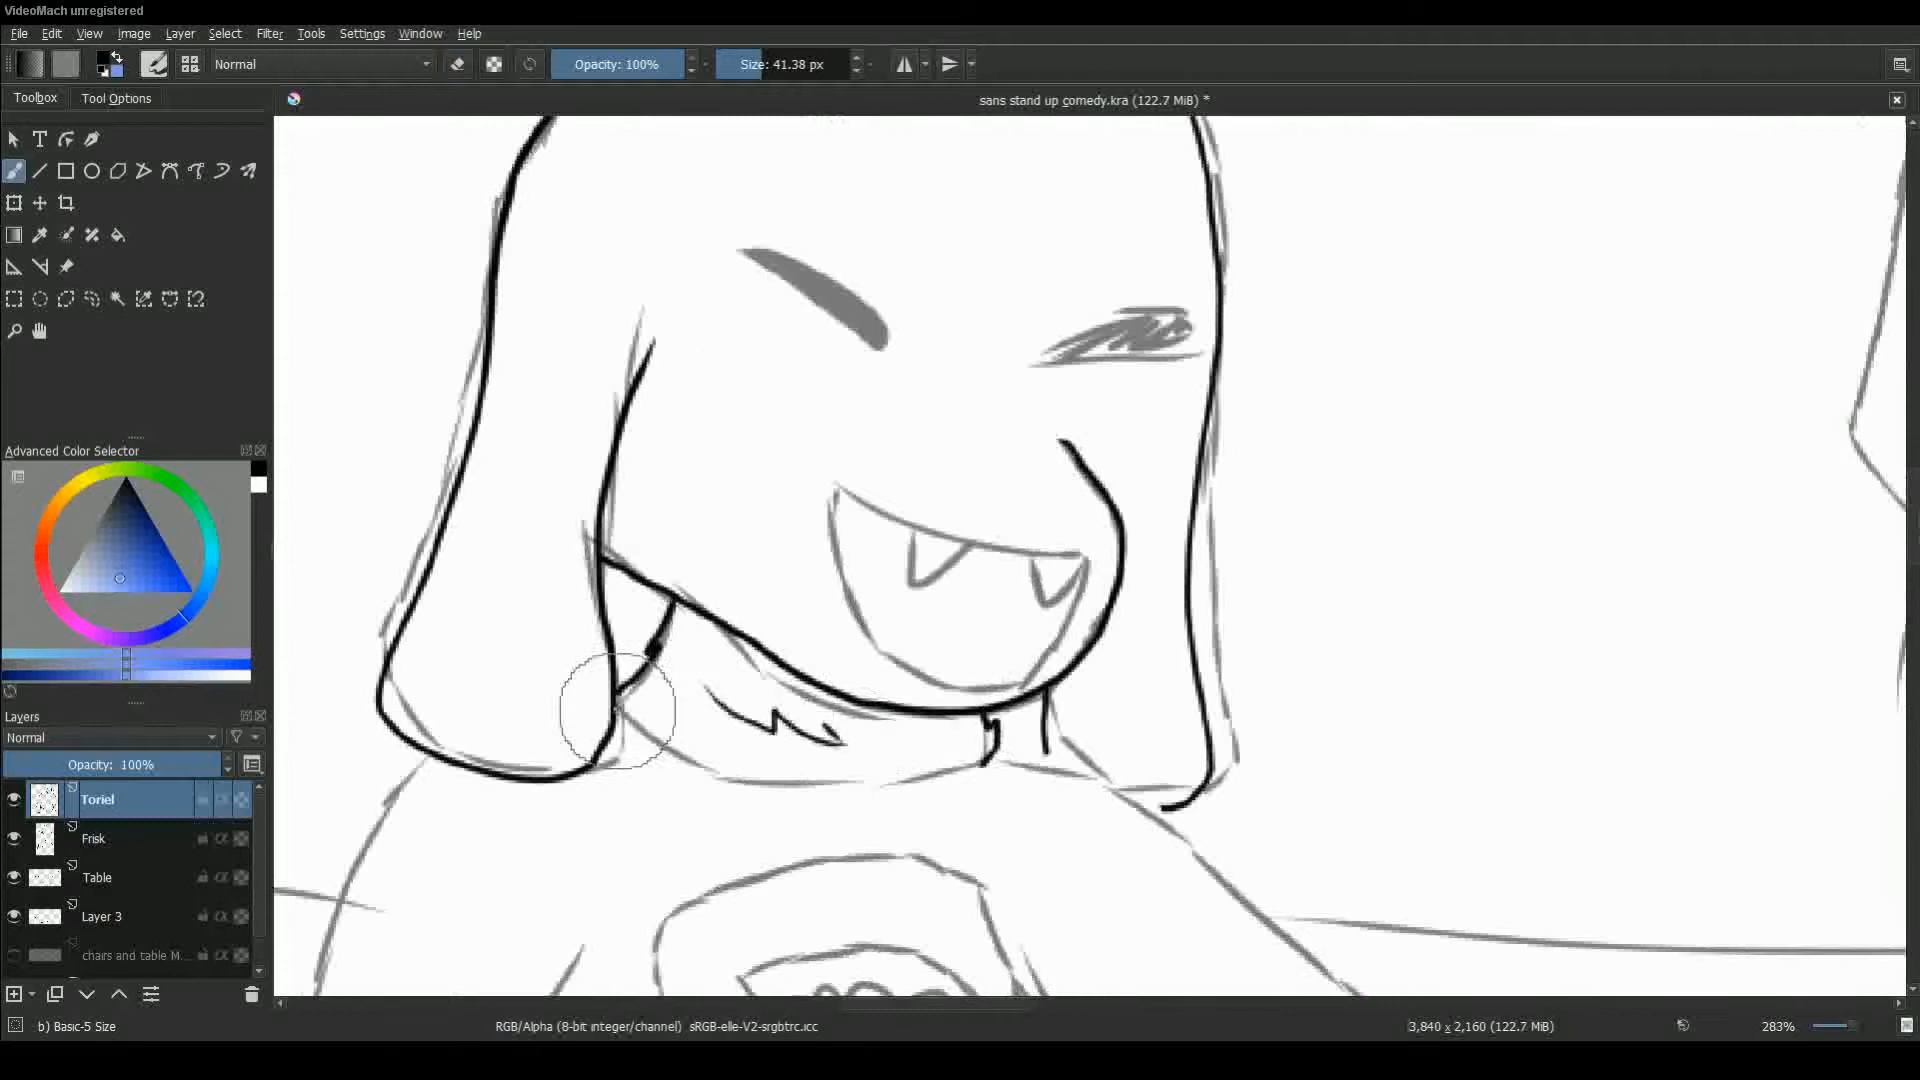 VideoMach unregistered
File Edit View Image Layer Select Filter Tools Settings Window Help
Normal Opacity: 100% Size: 41.38 px
Toolbox Tool Options
sans stand up comedy.kra (122.7 MiB) *
Advanced Color Selector
Layers
Normal
Opacity: 100%
Toriel
Frisk
Table
Layer 3
chairs and table M...
b) Basic-5 Size
RGB/Alpha (8-bit integer/channel) sRGB-elle-V2-srgbtrc.icc
3,840 x 2,160 (122.7 MiB)
283%